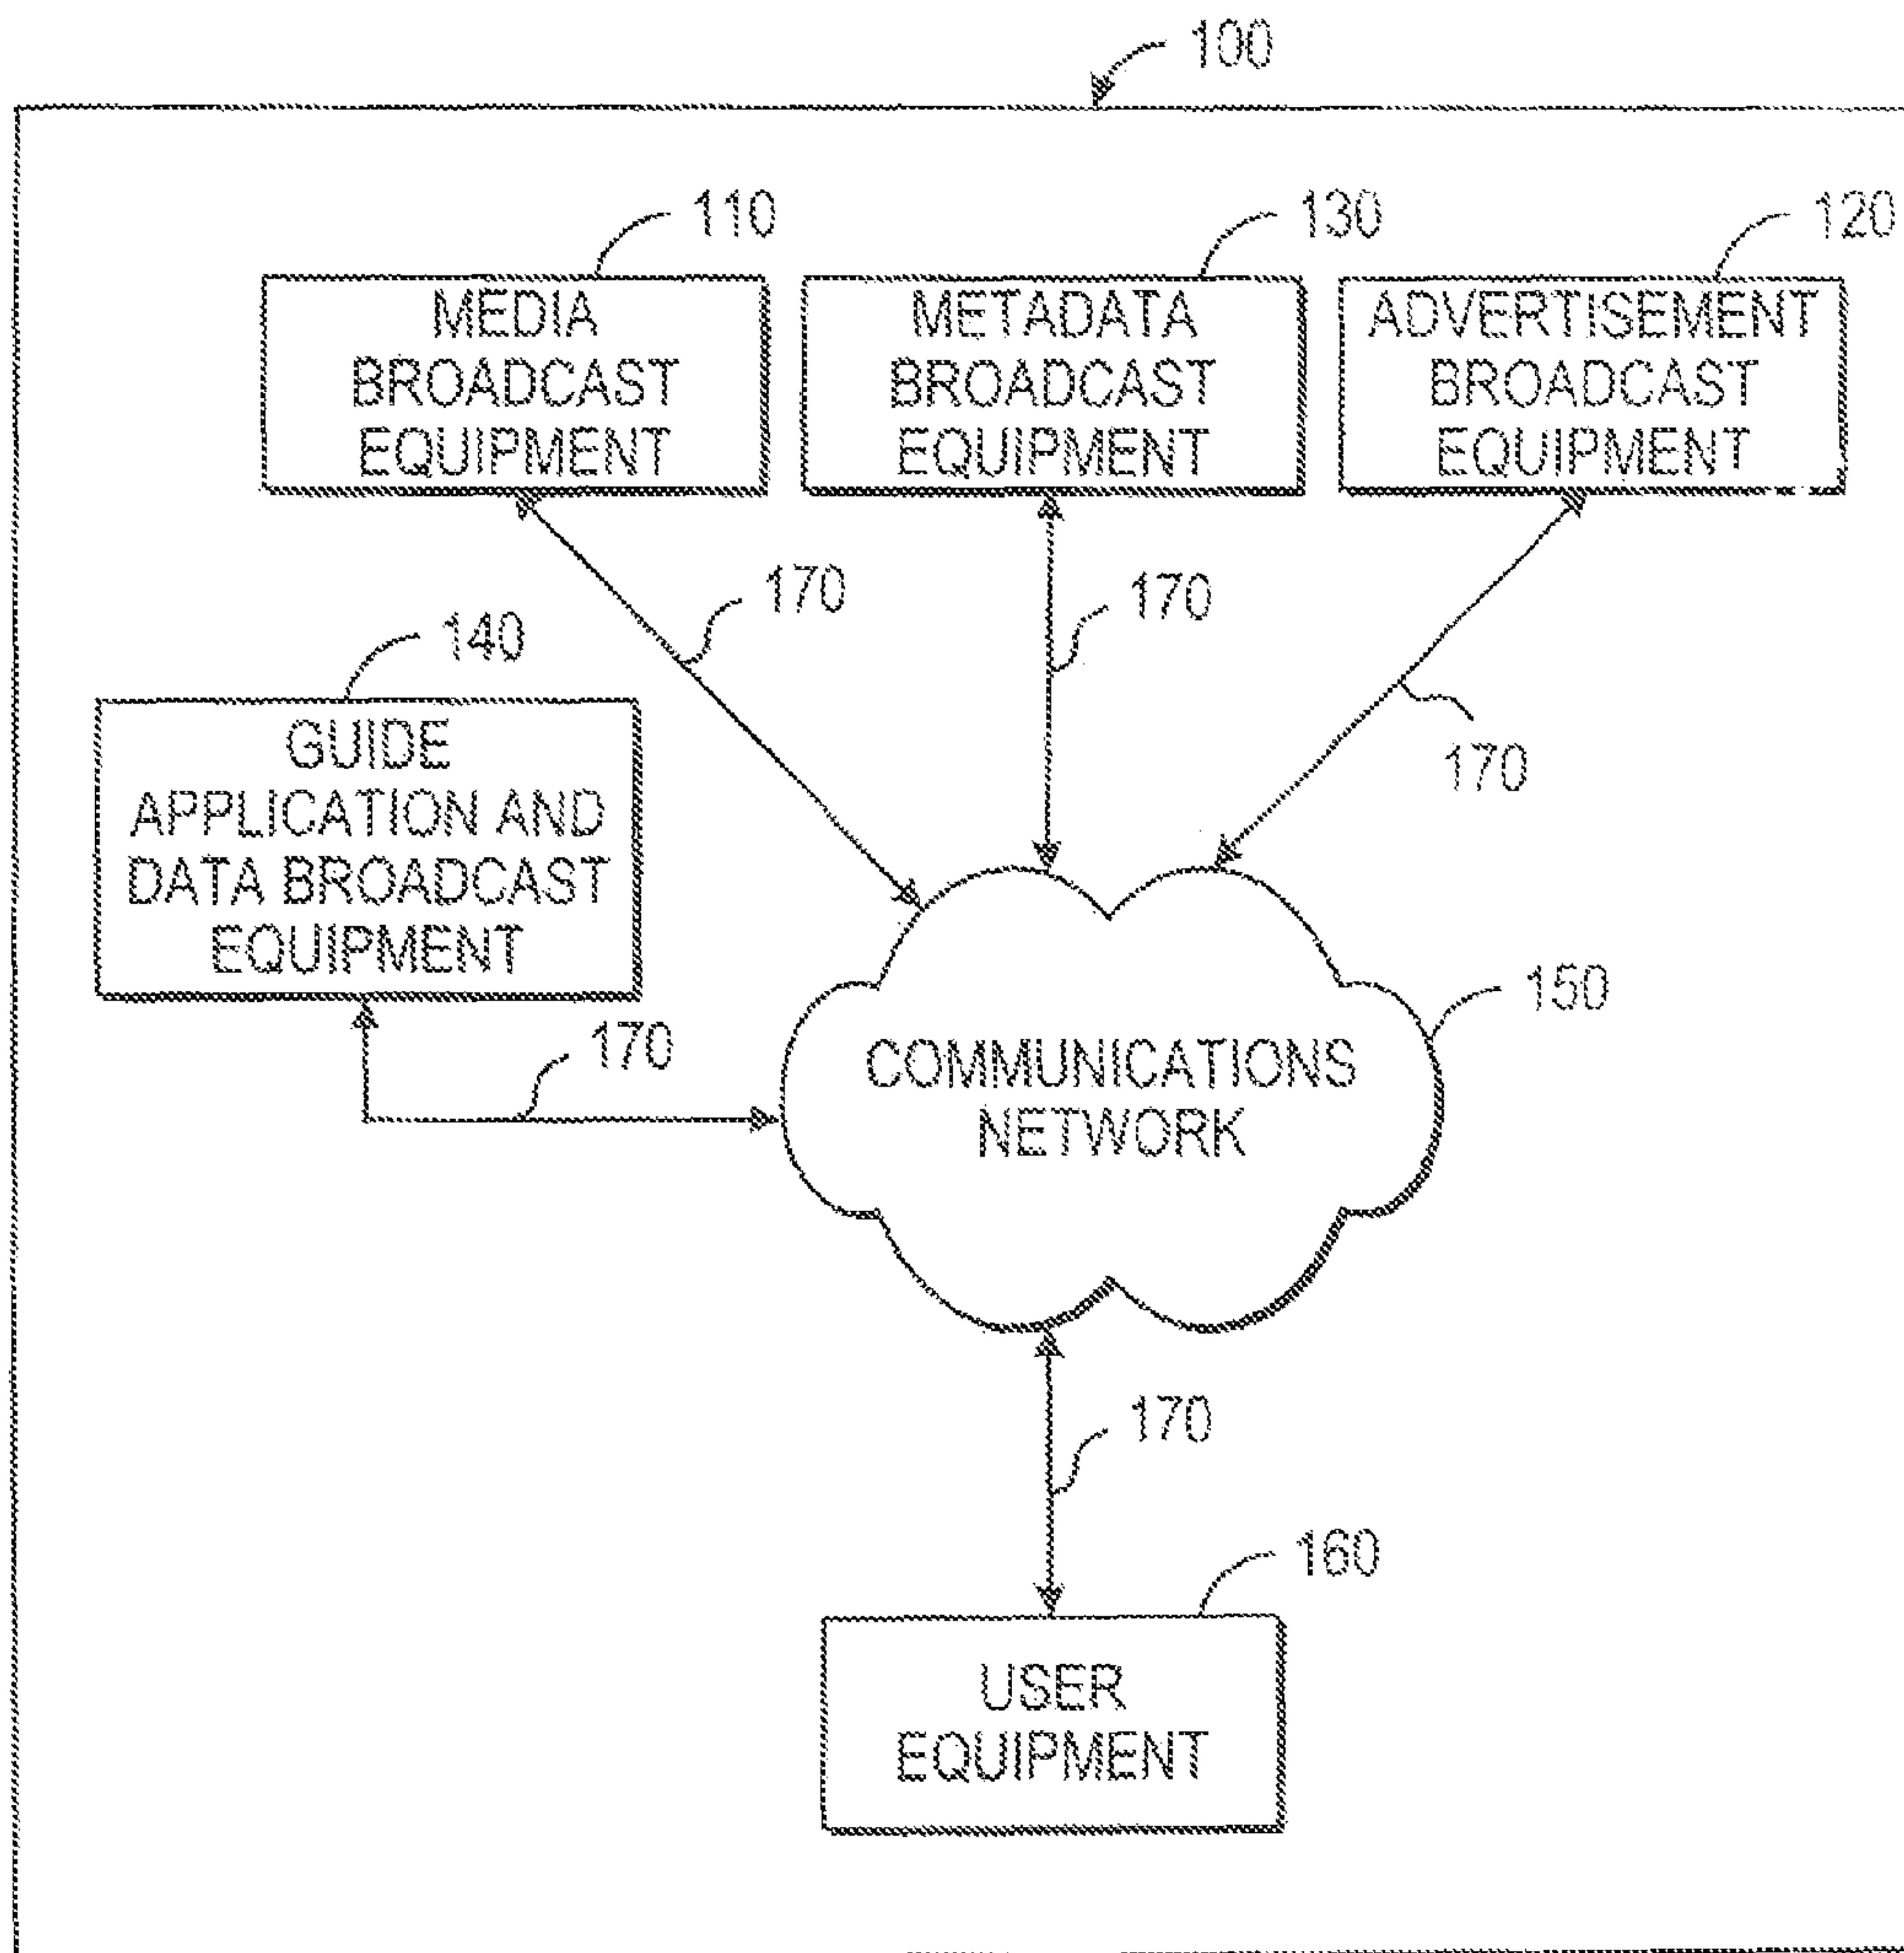 100
110
130
120
MEDIA
BROADCAST
EQUIPMENT
METADATA
BROADCAST
EQUIPMENT
ADVERTISEMENT
BROADCAST
EQUIPMENT
170
170
170
140
GUIDE
APPLICATION AND
DATA BROADCAST
EQUIPMENT
170
150
COMMUNICATIONS
NETWORK
170
160
USER
EQUIPMENT